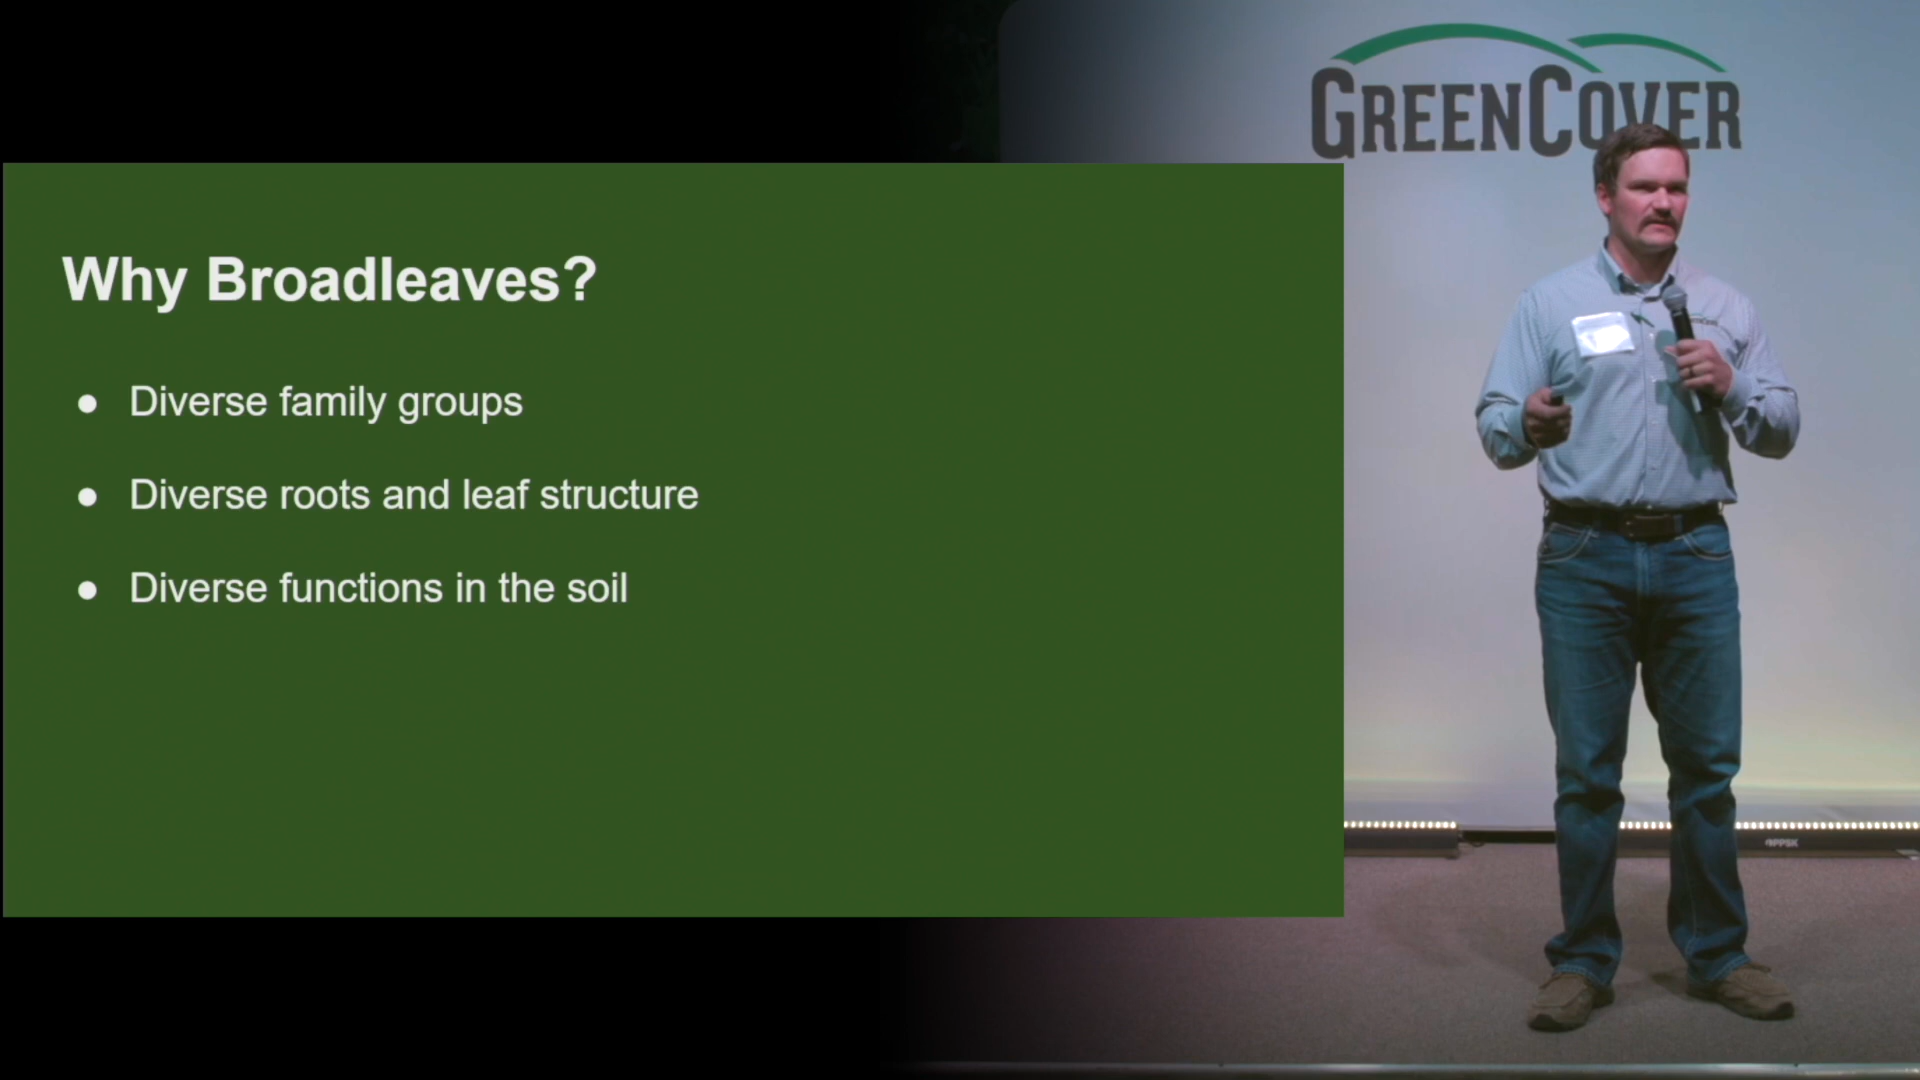 GREENCOVER
Why Broadleaves?
● Diverse family groups
● Diverse roots and leaf structure
● Diverse functions in the soil